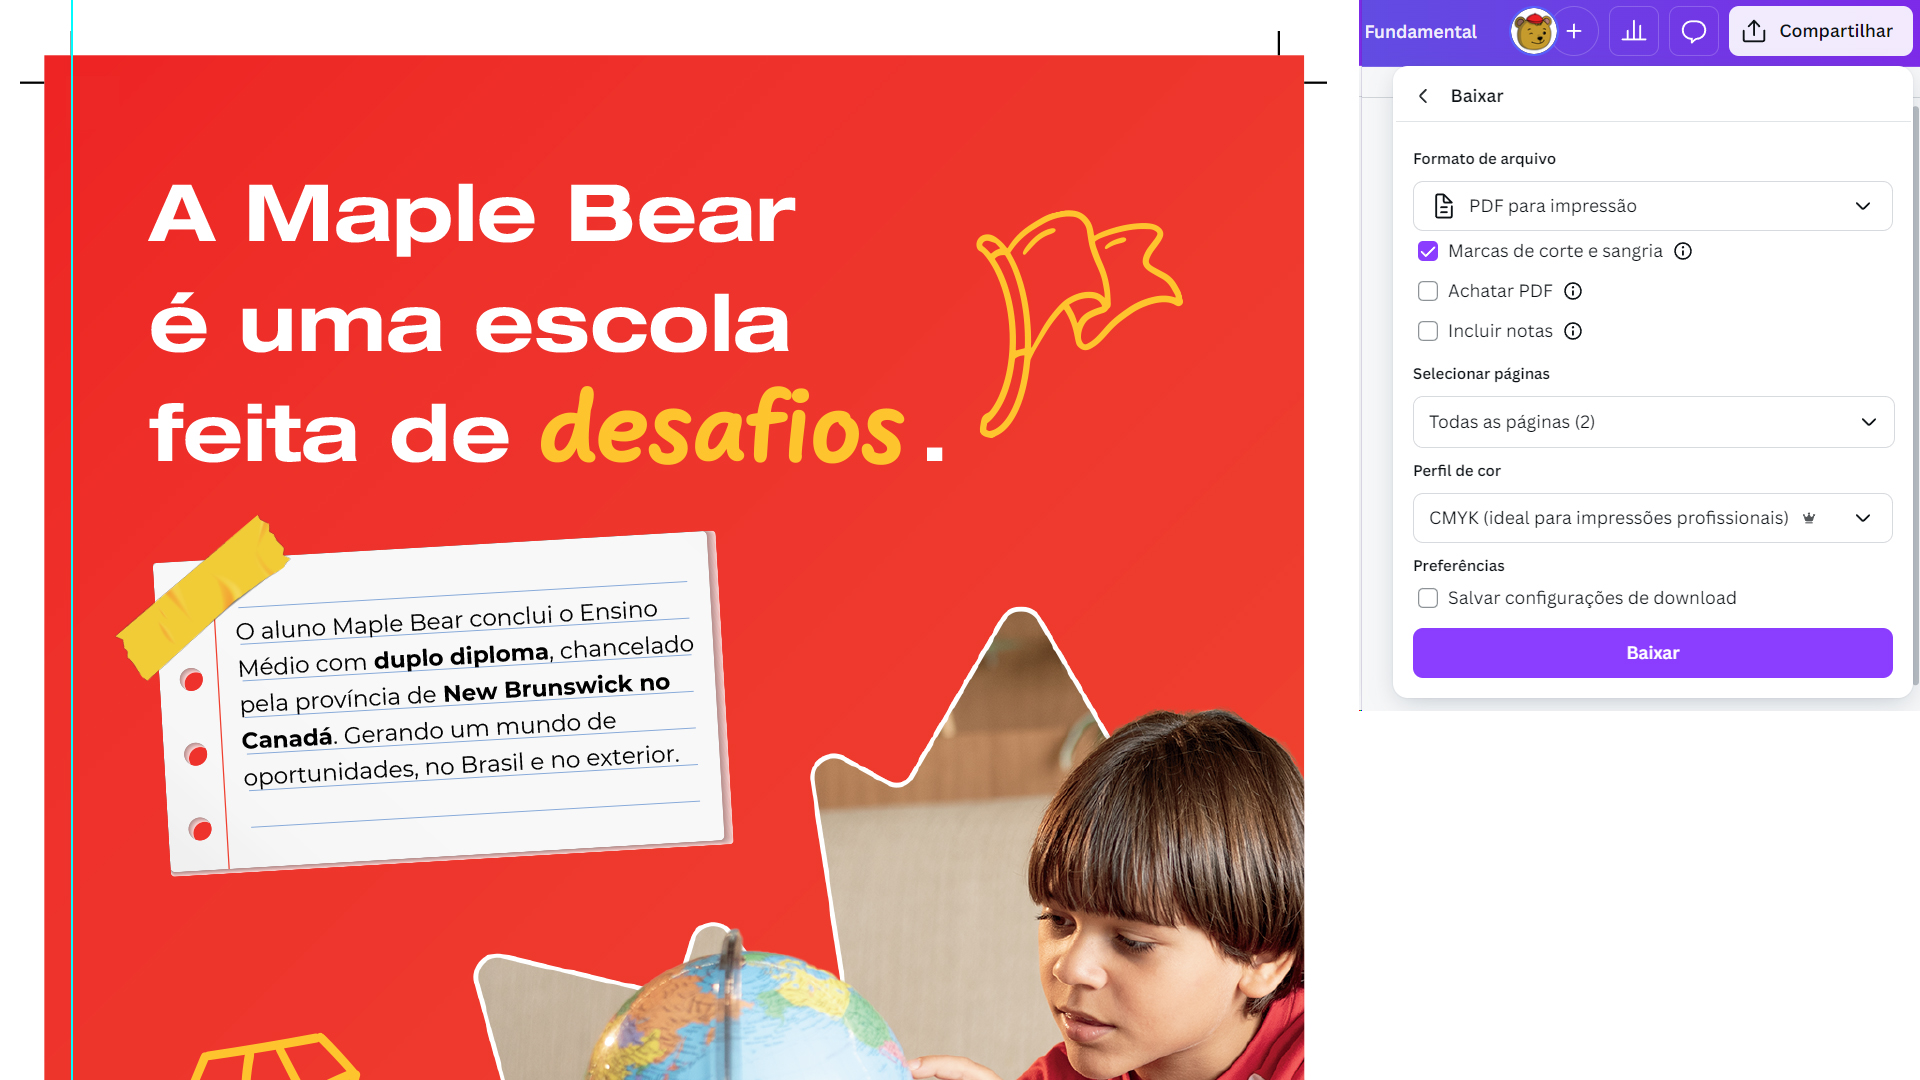 A Maple Bear
é uma escola
feita de desafios .
O aluno Maple Bear conclui o Ensino
Médio com duplo diploma, chancelado
pela província de New Brunswick no
Canadá. Gerando um mundo de
oportunidades, no Brasil e no exterior.
Fundamental
Compartilhar
Baixar
Formato de arquivo
PDF para impressão
Marcas de corte e sangria
Achatar PDF
Incluir notas
Selecionar páginas
Todas as páginas (2)
Perfil de cor
CMYK (ideal para impressões profissionais)
Preferências
Salvar configurações de download
Baixar